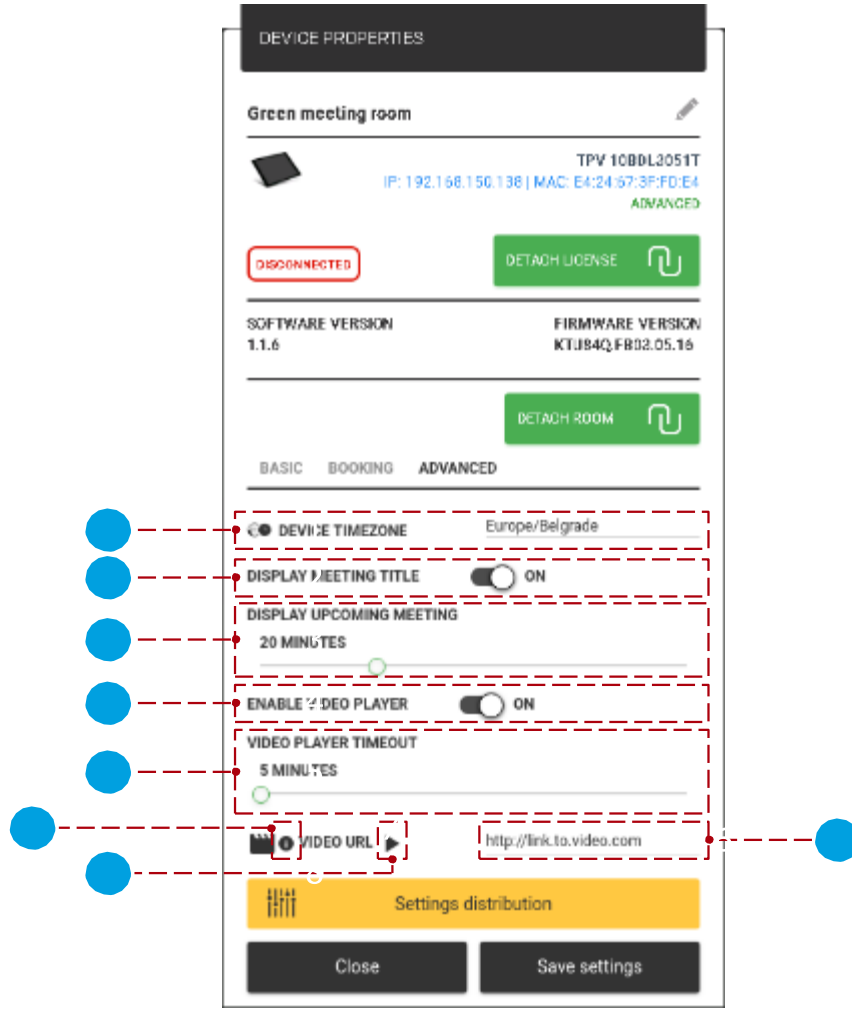 DEVICE PROPERTIES
Green meeting room
TPV 10BDL3051T
IP: 192.168.150.138 | MAC: E4:24:67:3F:FD:E4
ADVANCED
DISCONNECTED
DETACH LICENSE
SOFTWARE VERSION
FIRMWARE VERSION
1.1.6
KTU84Q.FB02.05.16
DETACH ROOM
BASIC BOOKING ADVANCED
DEVICE TIMEZONE Europe/Belgrade
DISPLAY MEETING TITLE ON
DISPLAY UPCOMING MEETING
20 MINUTES
ENABLE VIDEO PLAYER ON
VIDEO PLAYER TIMEOUT
5 MINUTES
VIDEO URL http://link.to.video.com
Settings distribution
Close Save settings